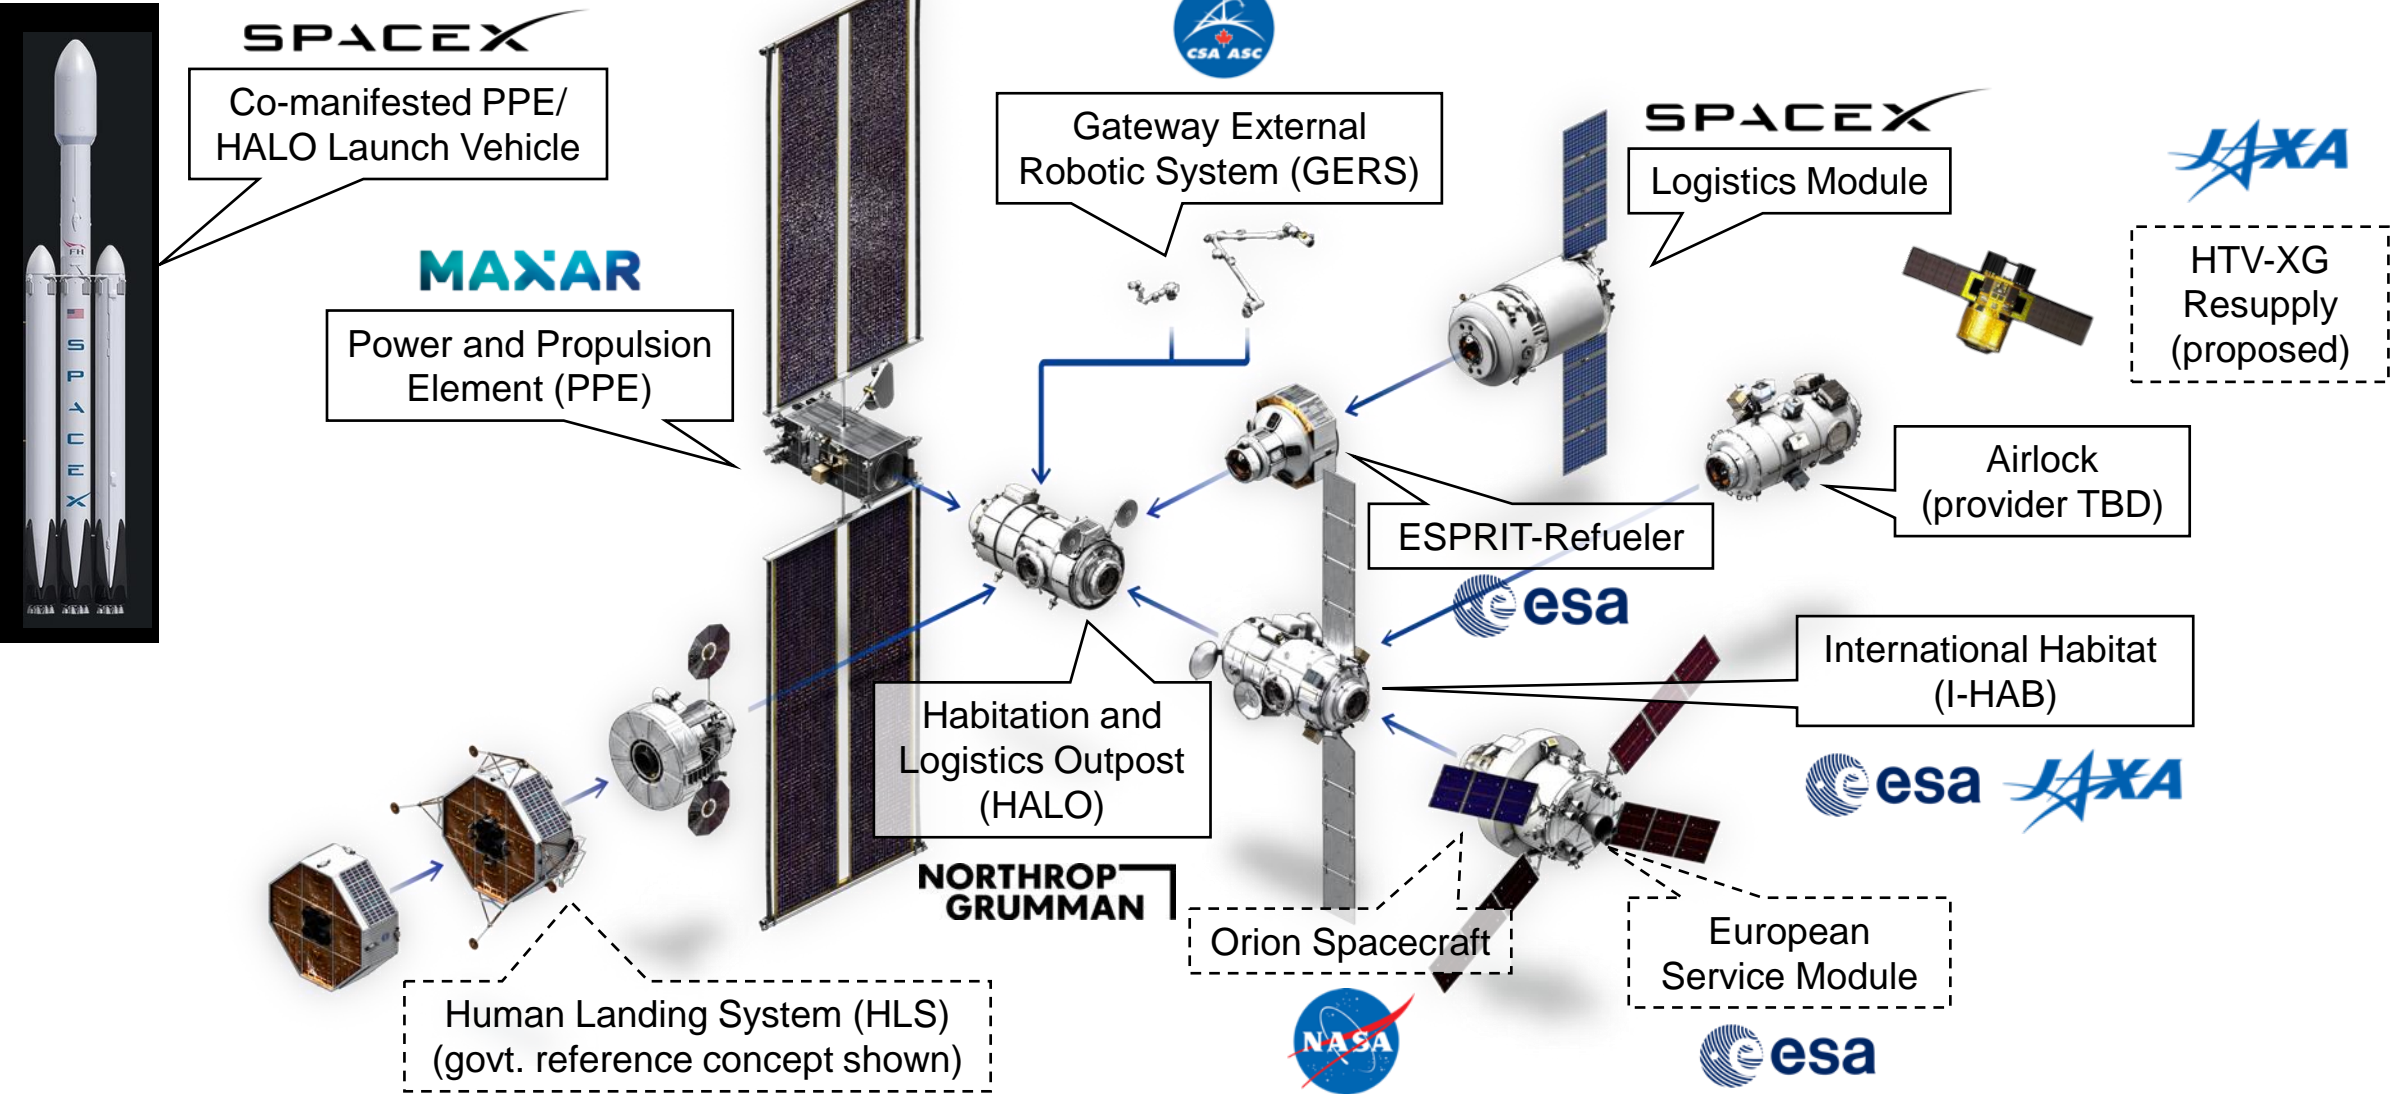 SPACEX
Co-manifested PPE/
HALO Launch Vehicle
FH
S
P
A
C
E
X
MAXAR
Power and Propulsion
Element (PPE)
CSA ASC
Gateway External
Robotic System (GERS)
SPACEX
Logistics Module
JAXA
HTV-XG
Resupply
(proposed)
Airlock
(provider TBD)
ESPRIT-Refueler
esa
International Habitat
(I-HAB)
esa JAXA
Habitation and
Logistics Outpost
(HALO)
NORTHROP
GRUMMAN
Orion Spacecraft
NASA
European
Service Module
esa
Human Landing System (HLS)
(govt. reference concept shown)